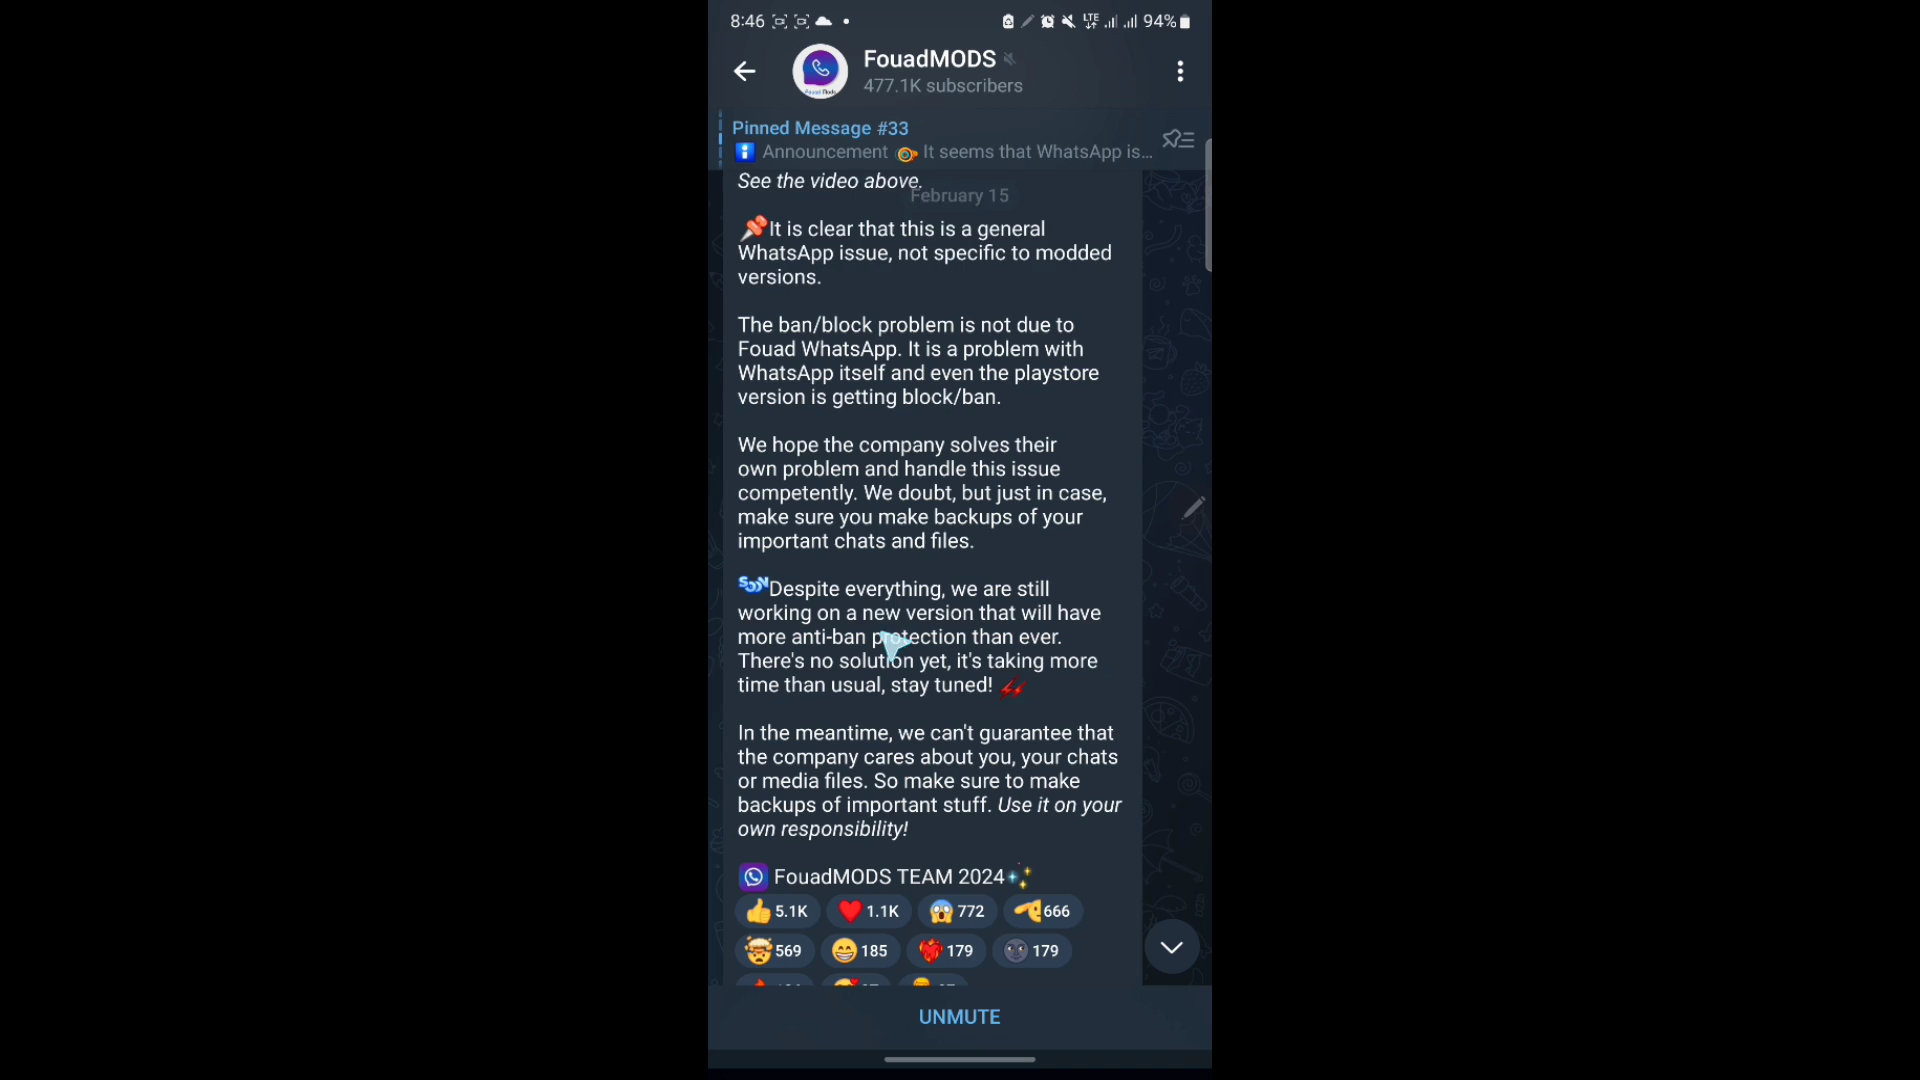 8:46
LTE
94%
FouadMODS
477.1K subscribers
Pinned Message #33
Announcement It seems that WhatsApp is...
See the video above.
February 15
It is clear that this is a general
WhatsApp issue, not specific to modded
versions.
The ban/block problem is not due to
Fouad WhatsApp. It is a problem with
WhatsApp itself and even the playstore
version is getting block/ban.
We hope the company solves their
own problem and handle this issue
competently. We doubt, but just in case,
make sure you make backups of your
important chats and files.
SOON Despite everything, we are still
working on a new version that will have
more anti-ban protection than ever.
There's no solution yet, it's taking more
time than usual, stay tuned!
In the meantime, we can't guarantee that
the company cares about you, your chats
or media files. So make sure to make
backups of important stuff. Use it on your
own responsibility!
FouadMODS TEAM 2024
5.1K 1.1K 772 666
569 185 179 179
UNMUTE